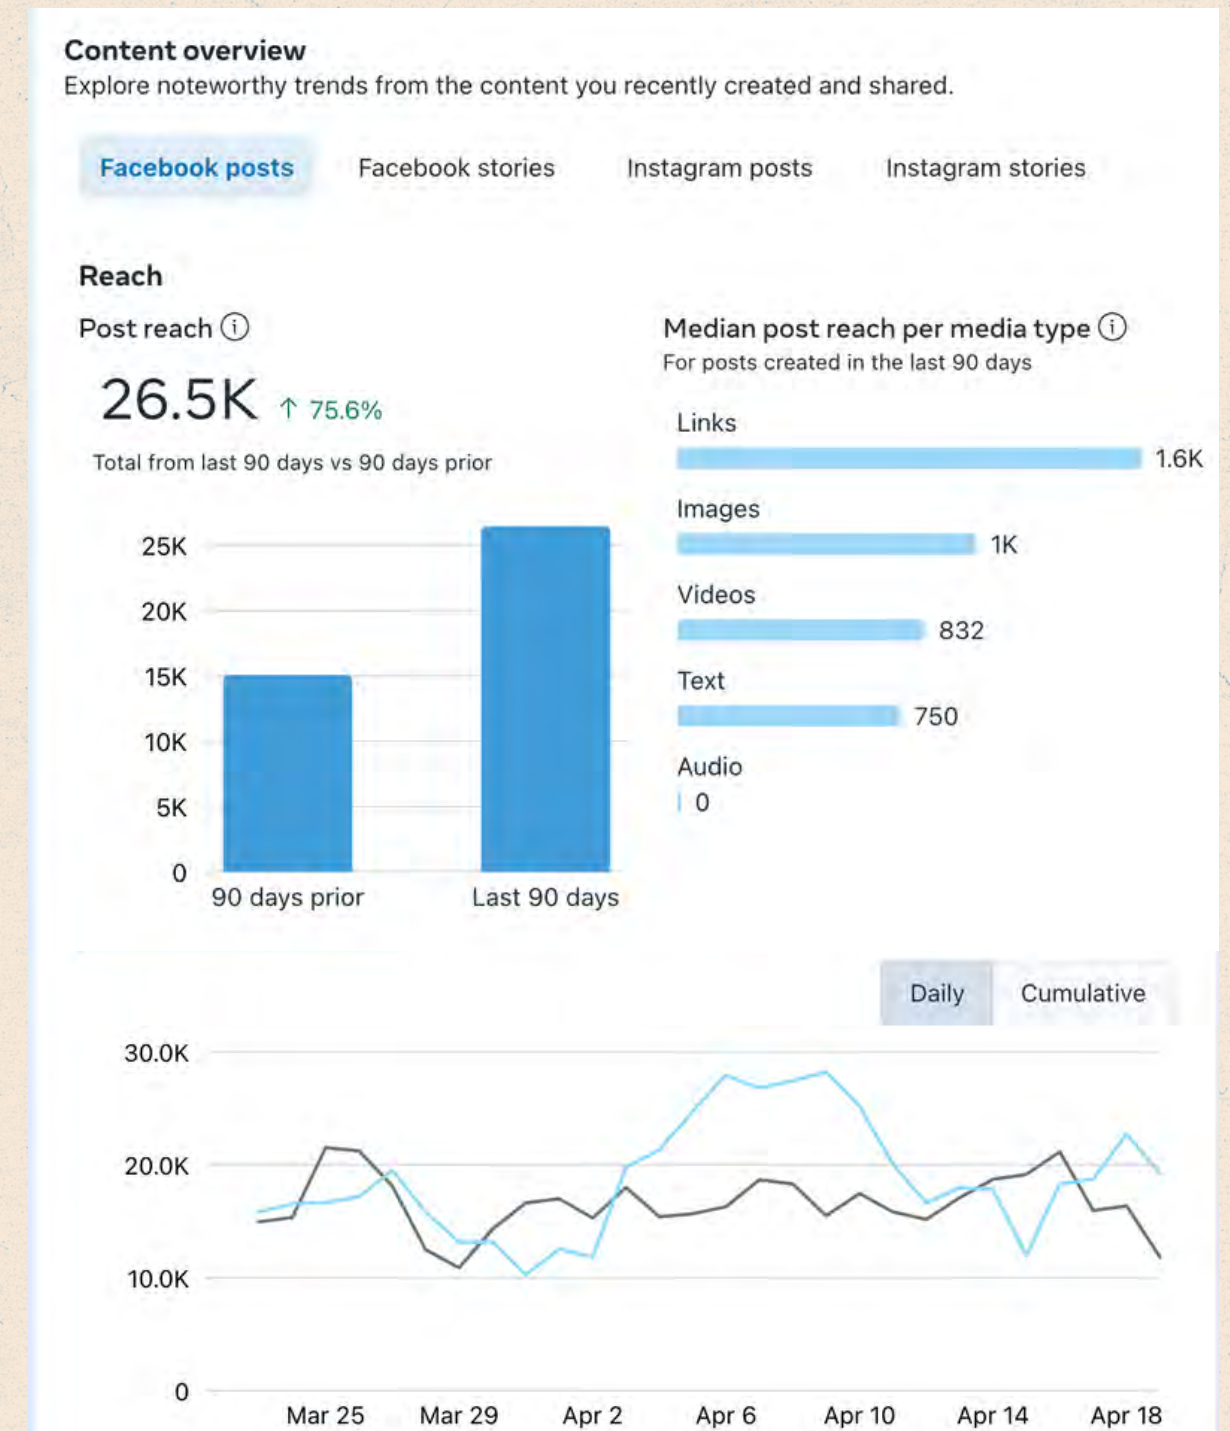 Content overview
Explore noteworthy trends from the content you recently created and shared.
Facebook posts Facebook stories Instagram posts Instagram stories
Reach
Post reach
26.5K ↑ 75.6%
Total from last 90 days vs 90 days prior
25K
20K
15K
10K
5K
0
90 days prior Last 90 days
Median post reach per media type
For posts created in the last 90 days
Links
1.6K
Images
1K
Videos
832
Text
750
Audio
0
Daily Cumulative
30.0K
20.0K
10.0K
0
Mar 25 Mar 29 Apr 2 Apr 6 Apr 10 Apr 14 Apr 18